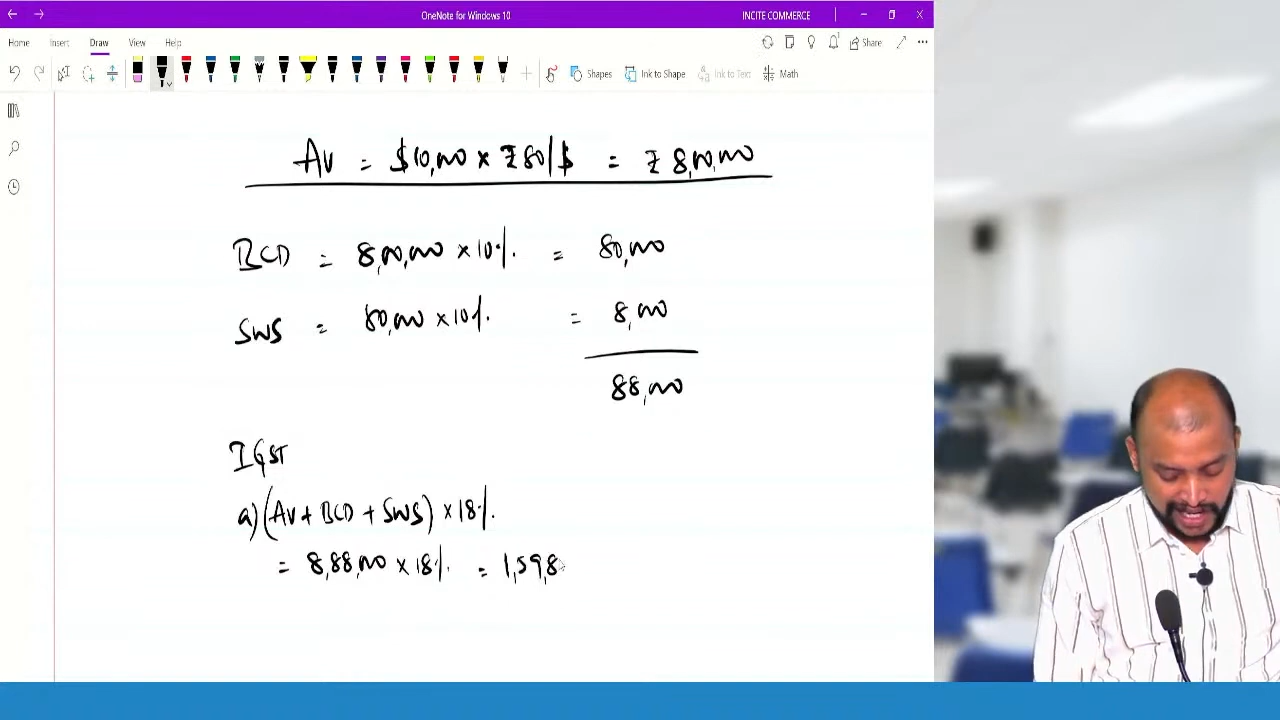 OneNote for Windows 10
INCITE COMMERCE
Home Insert Draw View Help
Share
Shapes Ink to Shape Ink to Text Math
AV = $10,000 × ₹80/$ = ₹ 8,00,000
BCD = 8,00,000 × 10% = 80,000
SWS = 80,000 × 10% = 8,000
88,000
IGST
a) (AV + BCD + SWS) × 18%
= 8,88,000 × 18% = 1,59,8